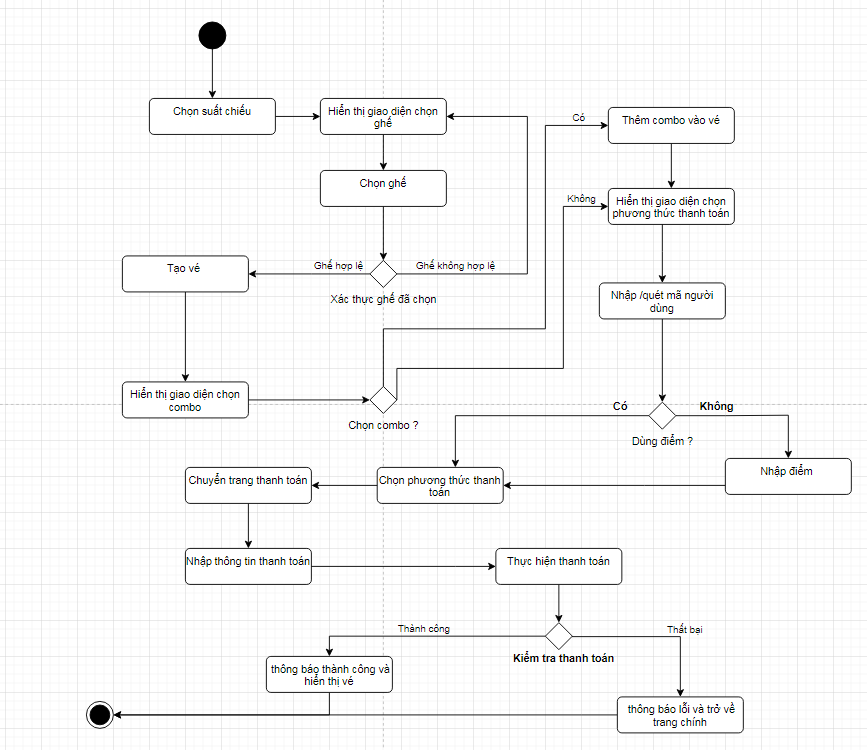 Chọn suất chiếu
Hiển thị giao diện chọn
ghế
Có
Thêm combo vào vé
Chọn ghế
Không
Hiển thị giao diện chọn
phương thức thanh toán
Tạo vé
Ghế hợp lệ
Ghế không hợp lệ
Xác thực ghế đã chọn
Nhập /quét mã người
dùng
Hiển thị giao diện chọn
combo
Chọn combo ?
Có
Không
Dùng điểm ?
Nhập điểm
Chuyển trang thanh toán
Chọn phương thức thanh
toán
Nhập thông tin thanh toán
Thực hiện thanh toán
Thành công
Thất bại
Kiểm tra thanh toán
thông báo thành công và
hiển thị vé
thông báo lỗi và trở về
trang chính